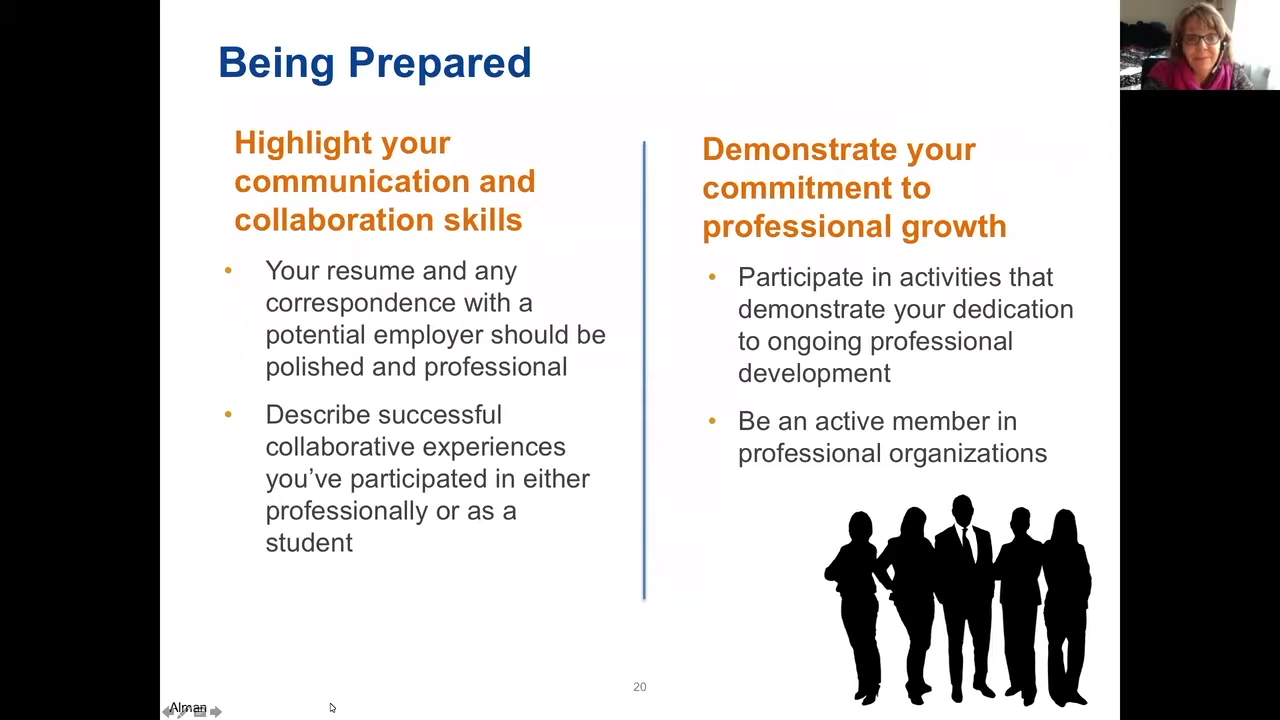 Being Prepared
Highlight your
communication and
collaboration skills
• Your resume and any
correspondence with a
potential employer should be
polished and professional
• Describe successful
collaborative experiences
you’ve participated in either
professionally or as a
student
Demonstrate your
commitment to
professional growth
• Participate in activities that
demonstrate your dedication
to ongoing professional
development
• Be an active member in
professional organizations
20
Alman